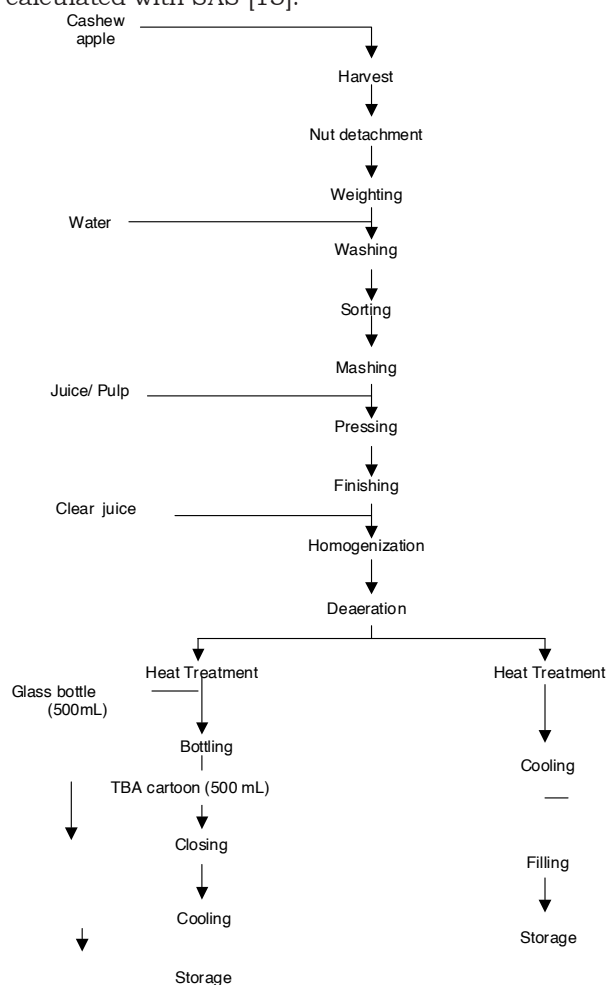 calculated with SAS [18].
Cashew
apple
Harvest
Nut detachment
Weighting
Water
Washing
Sorting
Mashing
Juice/ Pulp
Pressing
Finishing
Clear juice
Homogenization
Deaeration
Heat Treatment
Heat Treatment
Glass bottle
(500mL)
Bottling
Cooling
TBA cartoon (500 mL)
Closing
Filling
Cooling
Storage
Storage